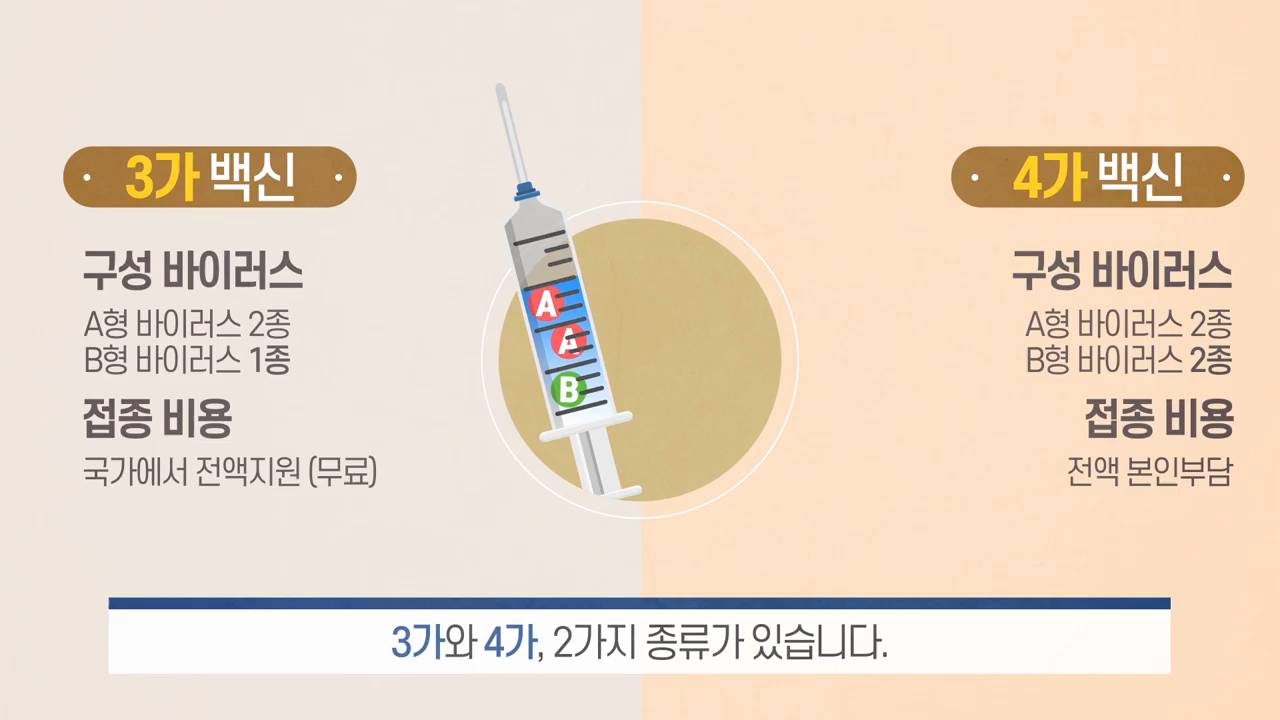 3가 백신
구성 바이러스
A형 바이러스 2종
B형 바이러스 1종
접종 비용
국가에서 전액지원 (무료)
A
A
B
4가 백신
구성 바이러스
A형 바이러스 2종
B형 바이러스 2종
접종 비용
전액 본인부담
3가와 4가, 2가지 종류가 있습니다.